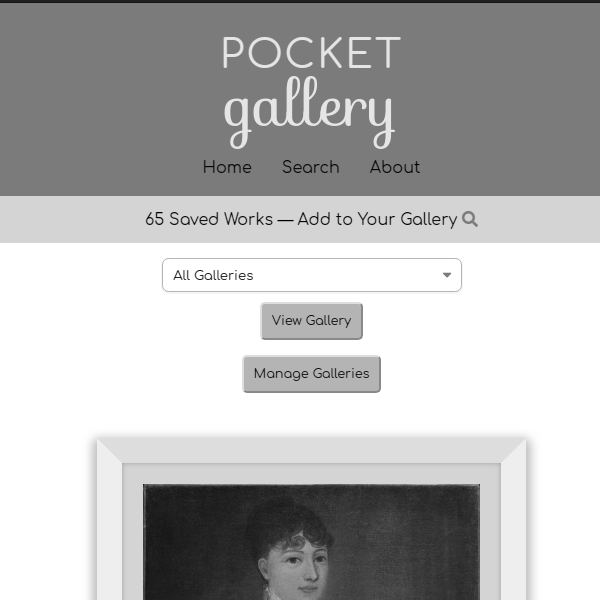 POCKET
gallery
Home Search About
65 Saved Works — Add to Your Gallery
All Galleries
View Gallery
Manage Galleries